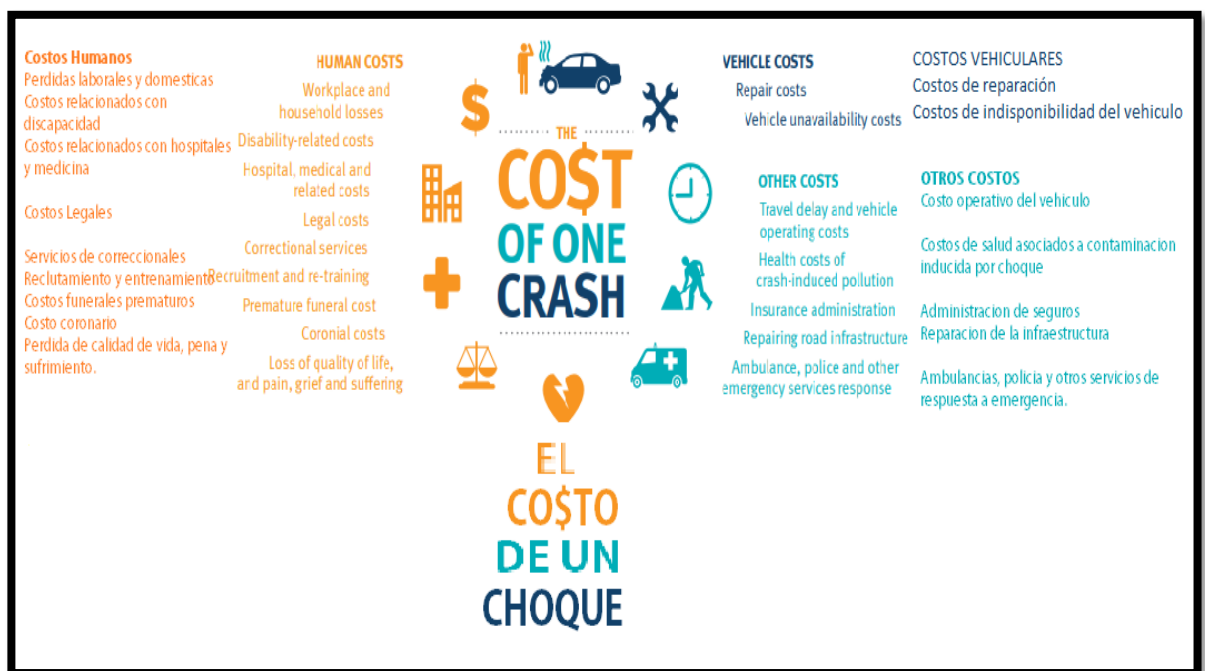 Costos Humanos
Perdidas laborales y domesticas
Costos relacionados con
discapacidad
Costos relacionados con hospitales
y medicina
Costos Legales
Servicios de correccionales
Reclutamiento y entrenamiento
Costos funerales prematuros
Costo coronario
Perdida de calidad de vida, pena y
sufrimiento.
HUMAN COSTS
Workplace and
household losses
Disability-related costs
Hospital, medical and
related costs
Legal costs
Correctional services
Recruitment and re-training
Premature funeral cost
Coronial costs
Loss of quality of life,
and pain, grief and suffering
$
THE
CO$T
OF ONE
CRASH
EL
CO$TO
DE UN
CHOQUE
VEHICLE COSTS
Repair costs
Vehicle unavailability costs
OTHER COSTS
Travel delay and vehicle
operating costs
Health costs of
crash-induced pollution
Insurance administration
Repairing road infrastructure
Ambulance, police and other
emergency services response
COSTOS VEHICULARES
Costos de reparación
Costos de indisponibilidad del vehiculo
OTROS COSTOS
Costo operativo del vehiculo
Costos de salud asociados a contaminacion
inducida por choque
Administracion de seguros
Reparacion de la infraestructura
Ambulancias, policia y otros servicios de
respuesta a emergencia.